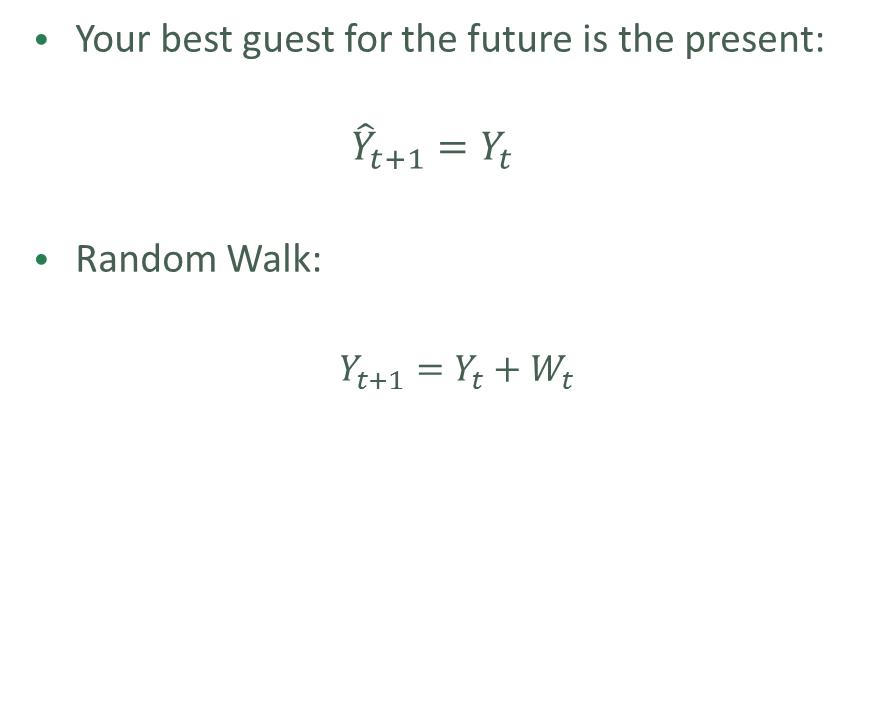 • Your best guest for the future is the present:
Ŷₜ₊₁ = Yₜ
• Random Walk:
Yₜ₊₁ = Yₜ + Wₜ